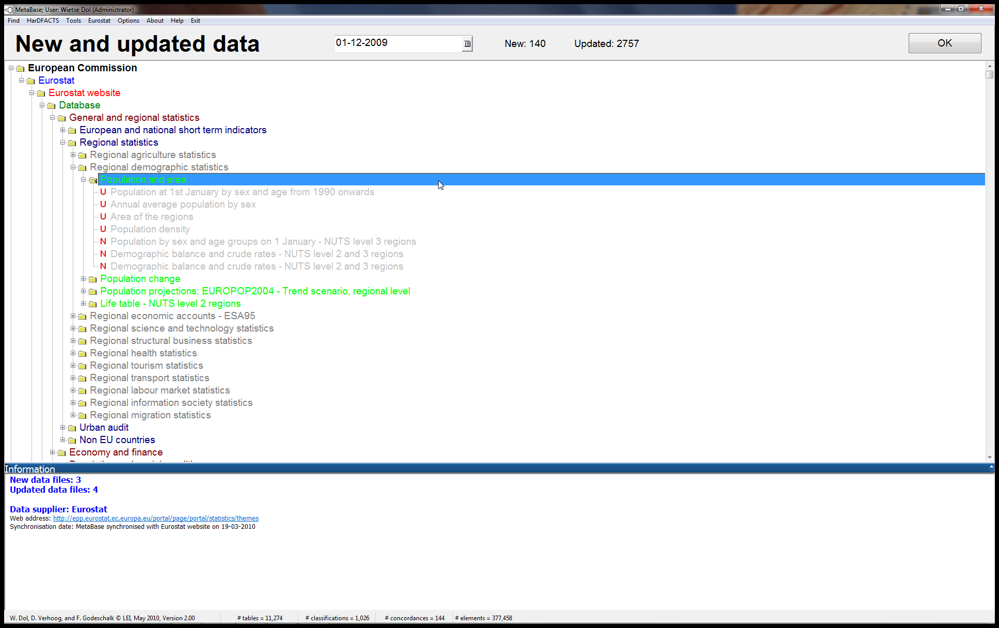 MetaBase; User: Wietse Dol (Administrator)
Find HarDFACTS Tools Eurostat Options About Help Exit
New and updated data 01-12-2009 15 New: 140 Updated: 2757 OK
European Commission
Eurostat
Eurostat website
Database
General and regional statistics
European and national short term indicators
Regional statistics
Regional agriculture statistics
Regional demographic statistics
Population and area
U Population at 1st January by sex and age from 1990 onwards
U Annual average population by sex
U Area of the regions
U Population density
N Population by sex and age groups on 1 January - NUTS level 3 regions
N Demographic balance and crude rates - NUTS level 2 and 3 regions
N Demographic balance and crude rates - NUTS level 2 and 3 regions
Population change
Population projections: EUROPOP2004 - Trend scenario, regional level
Life table - NUTS level 2 regions
Regional economic accounts - ESA95
Regional science and technology statistics
Regional structural business statistics
Regional health statistics
Regional tourism statistics
Regional transport statistics
Regional labour market statistics
Regional information society statistics
Regional migration statistics
Urban audit
Non EU countries
Economy and finance
Information
New data files: 3
Updated data files: 4
Data supplier: Eurostat
Web address: http://epp.eurostat.ec.europa.eu/portal/page/portal/statistics/themes
Synchronisation date: MetaBase synchronised with Eurostat website on 19-03-2010
W. Dol, D. Verhoog, and F. Godeschalk © LEI, May 2010, Version 2.00 # tables = 11,274 # classifications = 1,026 # concordances = 144 # elements = 377,458